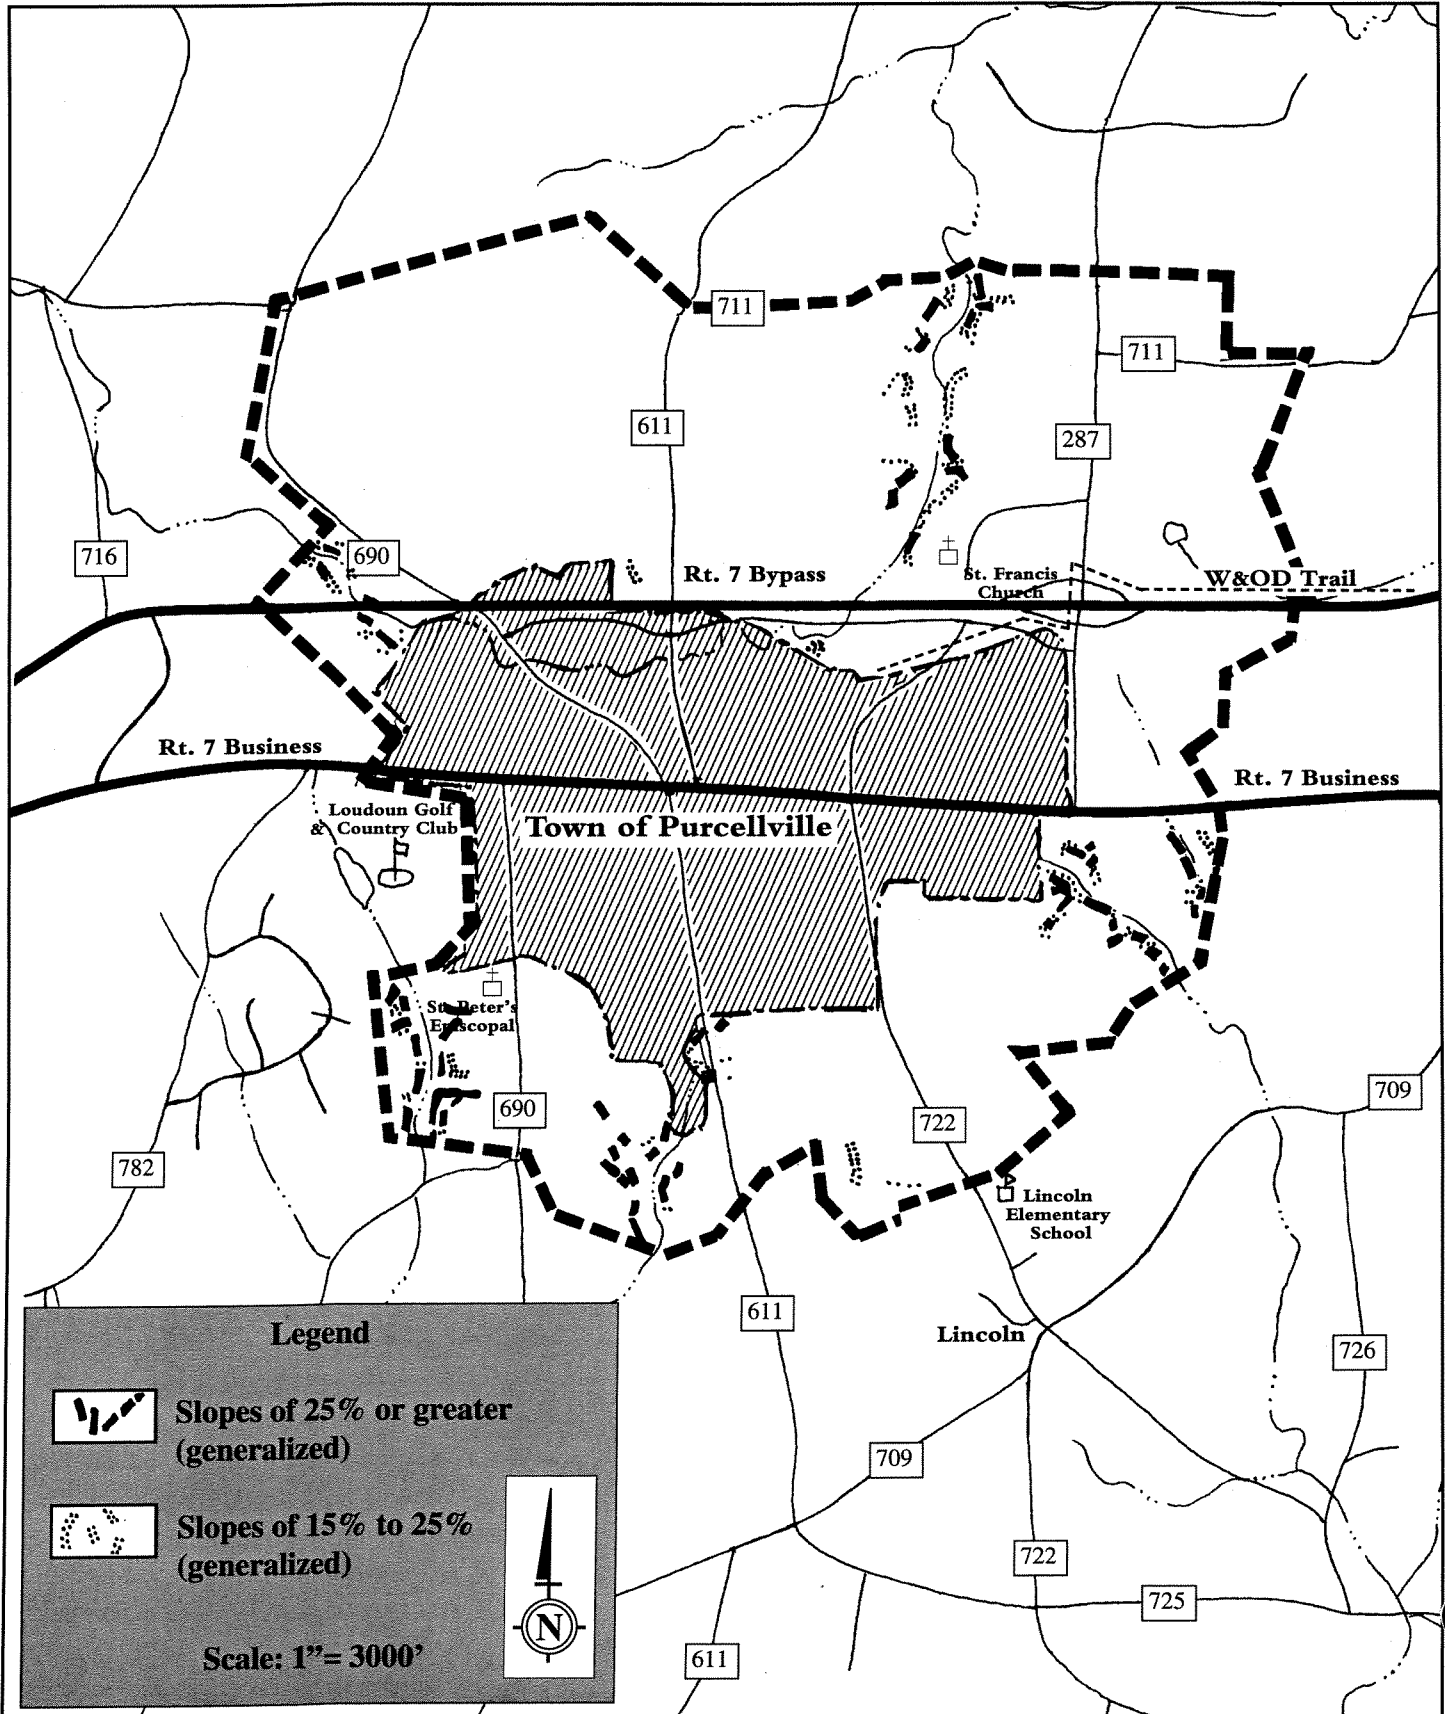 711
711
611
287
716
690
Rt. 7 Bypass
St. Francis
Church
W&OD Trail
Rt. 7 Business
Rt. 7 Business
Loudoun Golf
& Country Club
Town of Purcellville
St. Peter's
Episcopal
690
722
709
782
Lincoln
Elementary
School
611
Lincoln
726
709
722
725
611
Legend
Slopes of 25% or greater
(generalized)
Slopes of 15% to 25%
(generalized)
N
Scale: 1”= 3000’